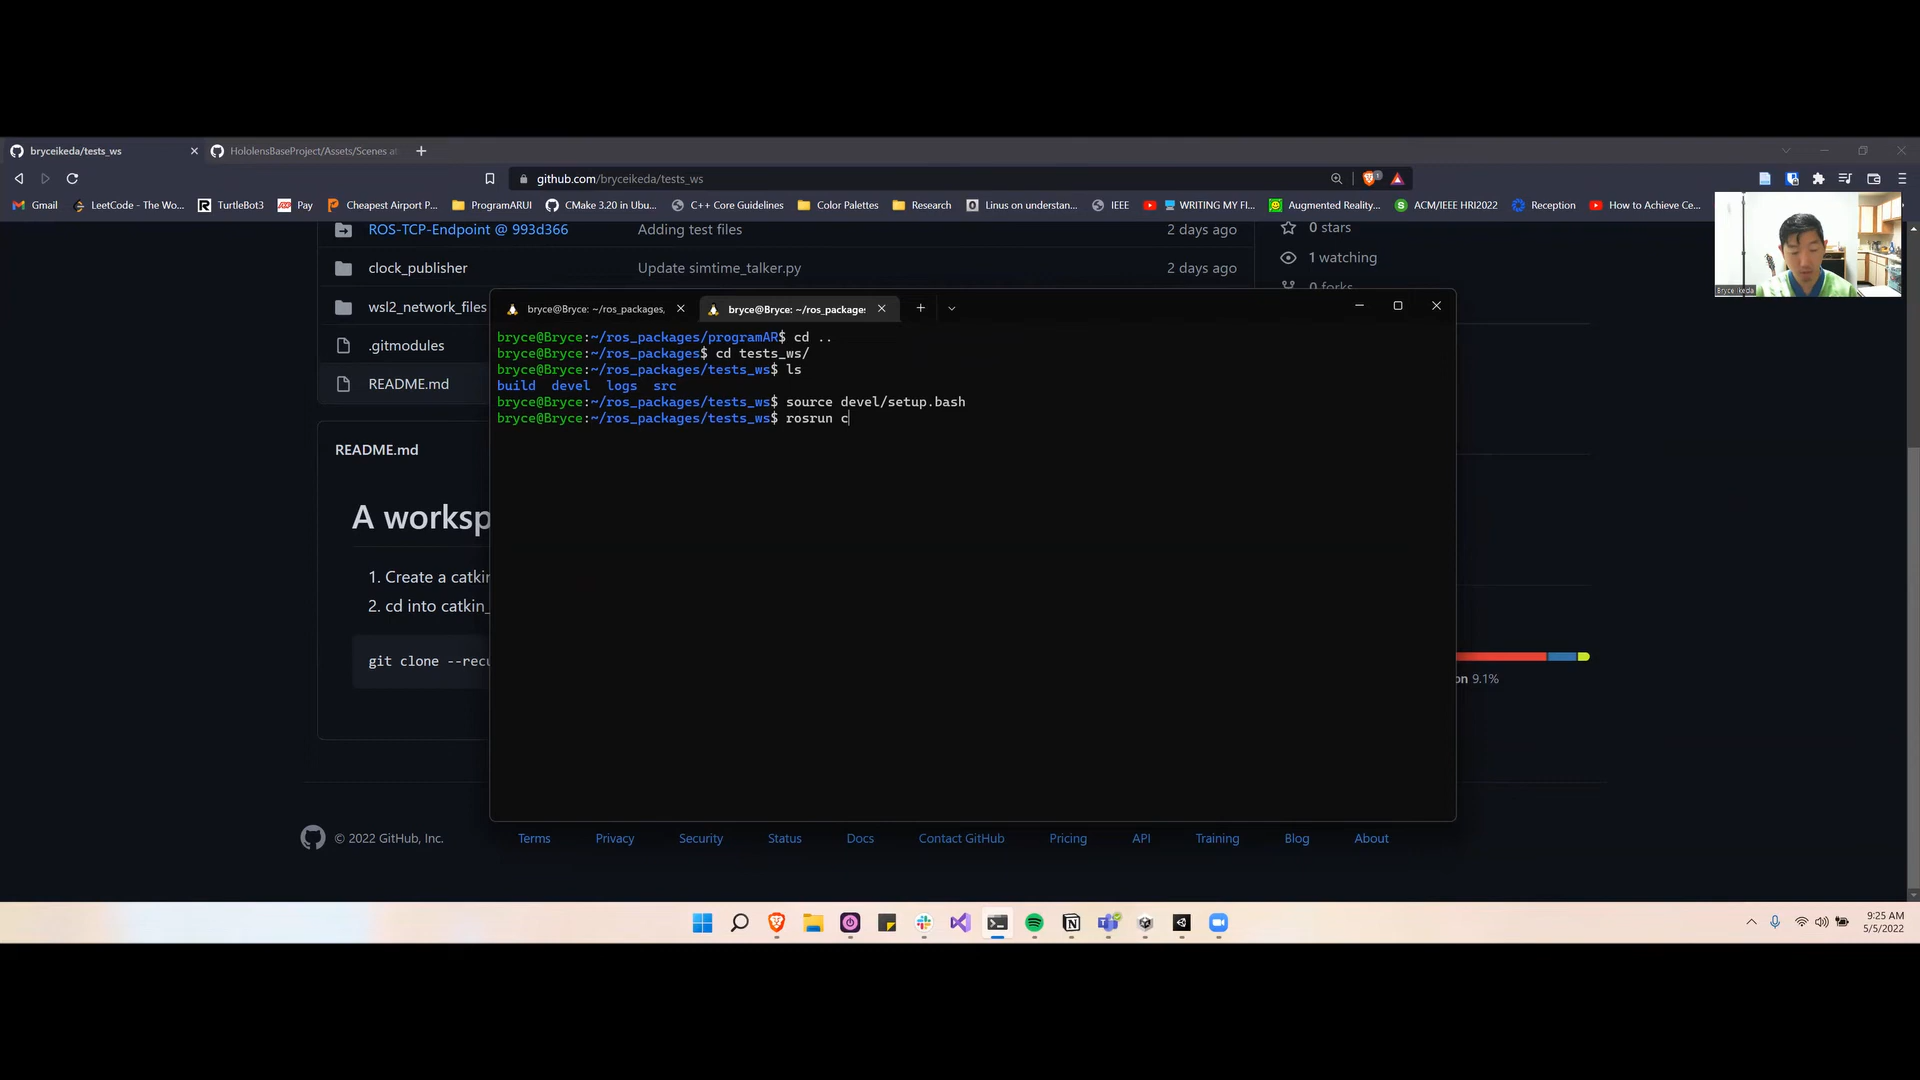 bryceikeda/tests_ws
HololensBaseProject/Assets/Scenes at
github.com/bryceikeda/tests_ws
Gmail
LeetCode - The Wo...
TurtleBot3
Pay
Cheapest Airport P...
ProgramARUI
CMake 3.20 in Ubu...
C++ Core Guidelines
Color Palettes
Research
Linus on understan...
IEEE
WRITING MY FI...
Augmented Reality...
ACM/IEEE HRI2022
Reception
How to Achieve Ce...
ROS-TCP-Endpoint @ 993d366
Adding test files
2 days ago
0 stars
clock_publisher
Update simtime_talker.py
2 days ago
1 watching
0 forks
Bryce Ikeda
wsl2_network_files
.gitmodules
README.md
bryce@Bryce: ~/ros_packages,
bryce@Bryce: ~/ros_package:
bryce@Bryce:~/ros_packages/programAR$ cd ..
bryce@Bryce:~/ros_packages$ cd tests_ws/
bryce@Bryce:~/ros_packages/tests_ws$ ls
build devel logs src
bryce@Bryce:~/ros_packages/tests_ws$ source devel/setup.bash
bryce@Bryce:~/ros_packages/tests_ws$ rosrun c
README.md
A worksp
1. Create a catkin
2. cd into catkin_
git clone --recu
on 9.1%
© 2022 GitHub, Inc.
Terms
Privacy
Security
Status
Docs
Contact GitHub
Pricing
API
Training
Blog
About
9:25 AM
5/5/2022